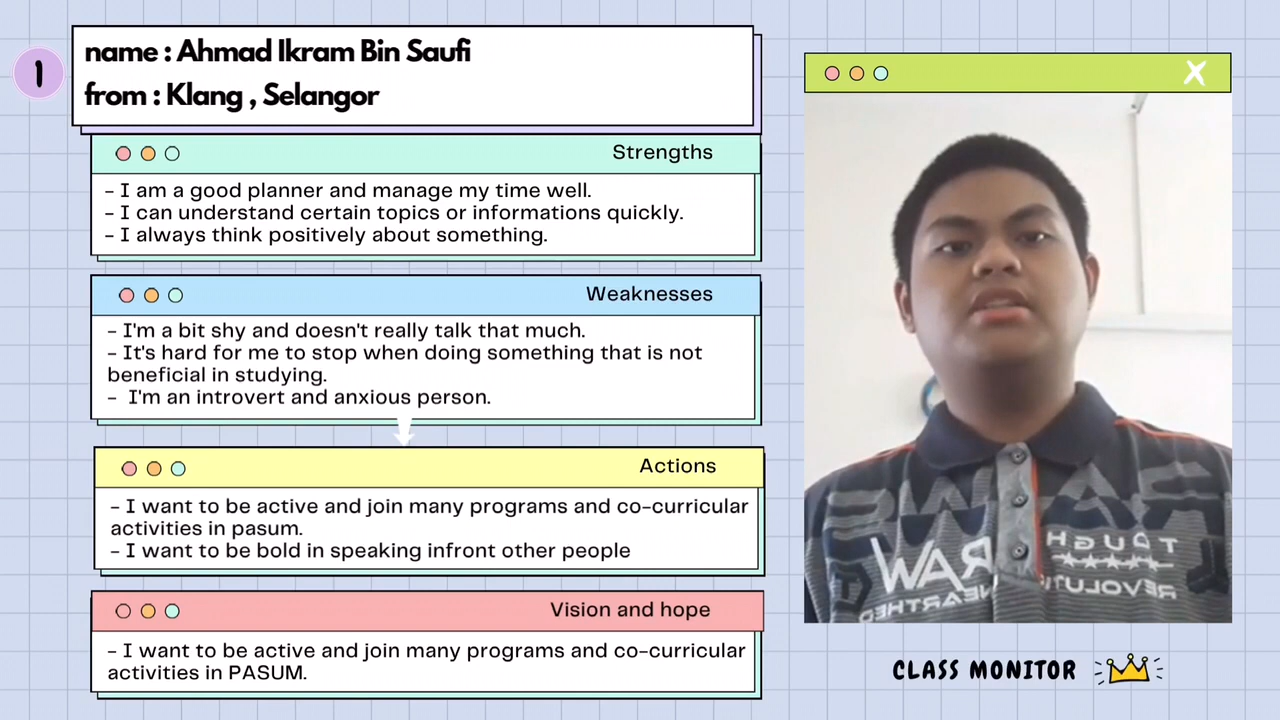 1
name : Ahmad Ikram Bin Saufi
from : Klang , Selangor
Strengths
- I am a good planner and manage my time well.
- I can understand certain topics or informations quickly.
- I always think positively about something.
Weaknesses
- I'm a bit shy and doesn't really talk that much.
- It's hard for me to stop when doing something that is not
beneficial in studying.
- I'm an introvert and anxious person.
Actions
- I want to be active and join many programs and co-curricular
activities in pasum.
- I want to be bold in speaking infront other people
Vision and hope
- I want to be active and join many programs and co-curricular
activities in PASUM.
X
RAW
TOUGH
CLASS MONITOR